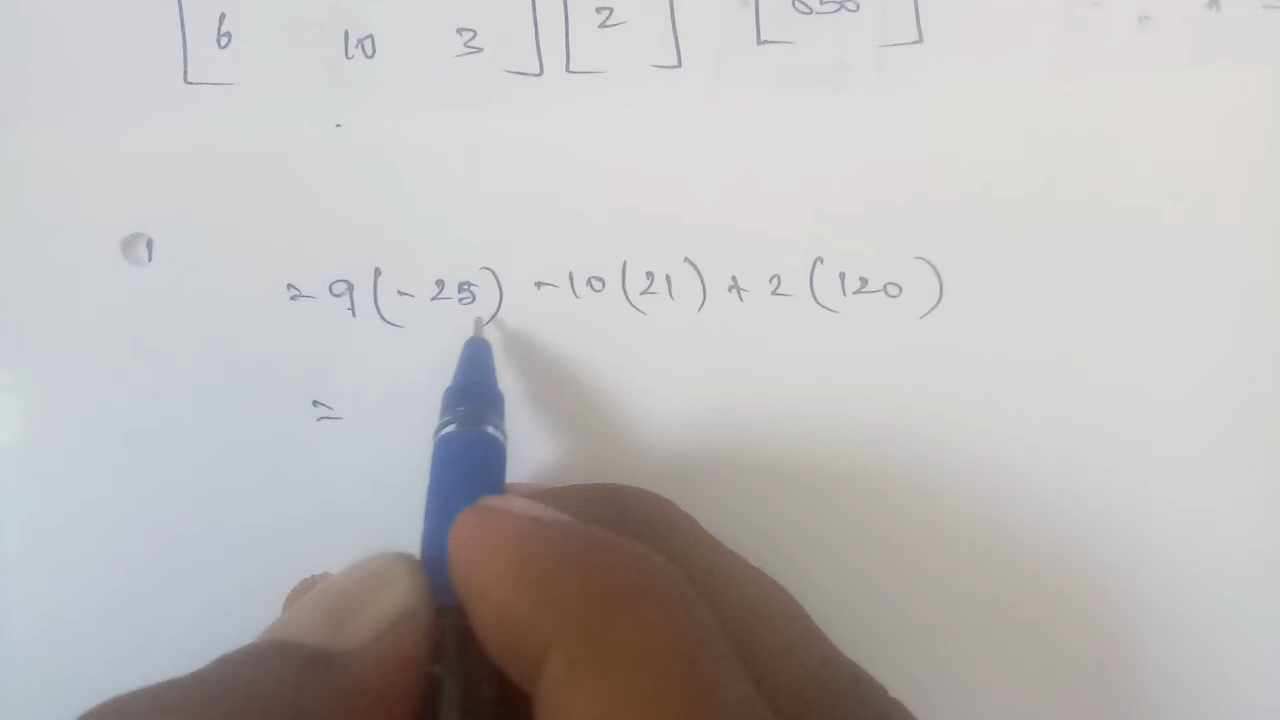 6 10 3 2
= 9(-25) -10(21) + 2(120)
=